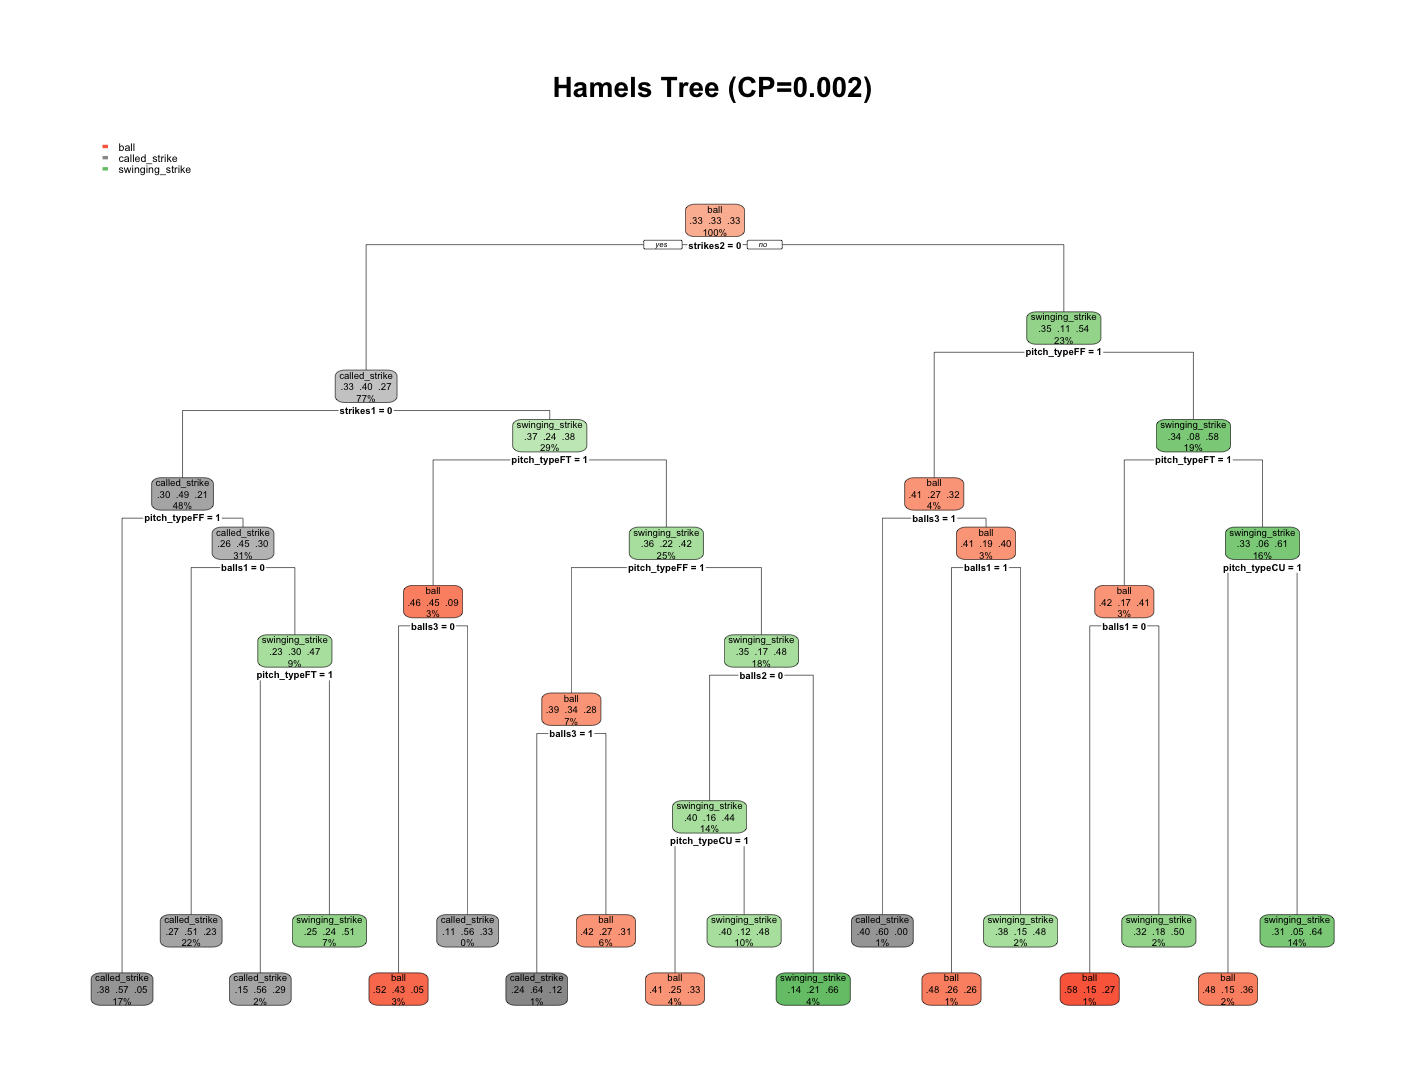 Hamels Tree (CP=0.002)
ball
called_strike
swinging_strike
ball
.33 .33 .33
100%
yes strikes2 = 0 no
swinging_strike
.35 .11 .54
23%
pitch_typeFF = 1
called_strike
.33 .40 .27
77%
strikes1 = 0
swinging_strike
.37 .24 .38
29%
pitch_typeFT = 1
swinging_strike
.34 .08 .58
19%
pitch_typeFT = 1
called_strike
.30 .49 .21
48%
pitch_typeFF = 1
ball
.41 .27 .32
4%
balls3 = 1
called_strike
.26 .45 .30
31%
balls1 = 0
swinging_strike
.36 .22 .42
25%
pitch_typeFF = 1
ball
.41 .19 .40
3%
balls1 = 1
swinging_strike
.33 .06 .61
16%
pitch_typeCU = 1
ball
.46 .45 .09
3%
balls3 = 0
ball
.42 .17 .41
3%
balls1 = 0
swinging_strike
.23 .30 .47
9%
pitch_typeFT = 1
swinging_strike
.35 .17 .48
18%
balls2 = 0
ball
.39 .34 .28
7%
balls3 = 1
swinging_strike
.40 .16 .44
14%
pitch_typeCU = 1
called_strike
.27 .51 .23
22%
swinging_strike
.25 .24 .51
7%
called_strike
.11 .56 .33
0%
ball
.42 .27 .31
6%
swinging_strike
.40 .12 .48
10%
called_strike
.40 .60 .00
1%
swinging_strike
.38 .15 .48
2%
swinging_strike
.32 .18 .50
2%
swinging_strike
.31 .05 .64
14%
called_strike
.38 .57 .05
17%
called_strike
.15 .56 .29
2%
ball
.52 .43 .05
3%
called_strike
.24 .64 .12
1%
ball
.41 .25 .33
4%
swinging_strike
.14 .21 .66
4%
ball
.48 .26 .26
1%
ball
.58 .15 .27
1%
ball
.48 .15 .36
2%